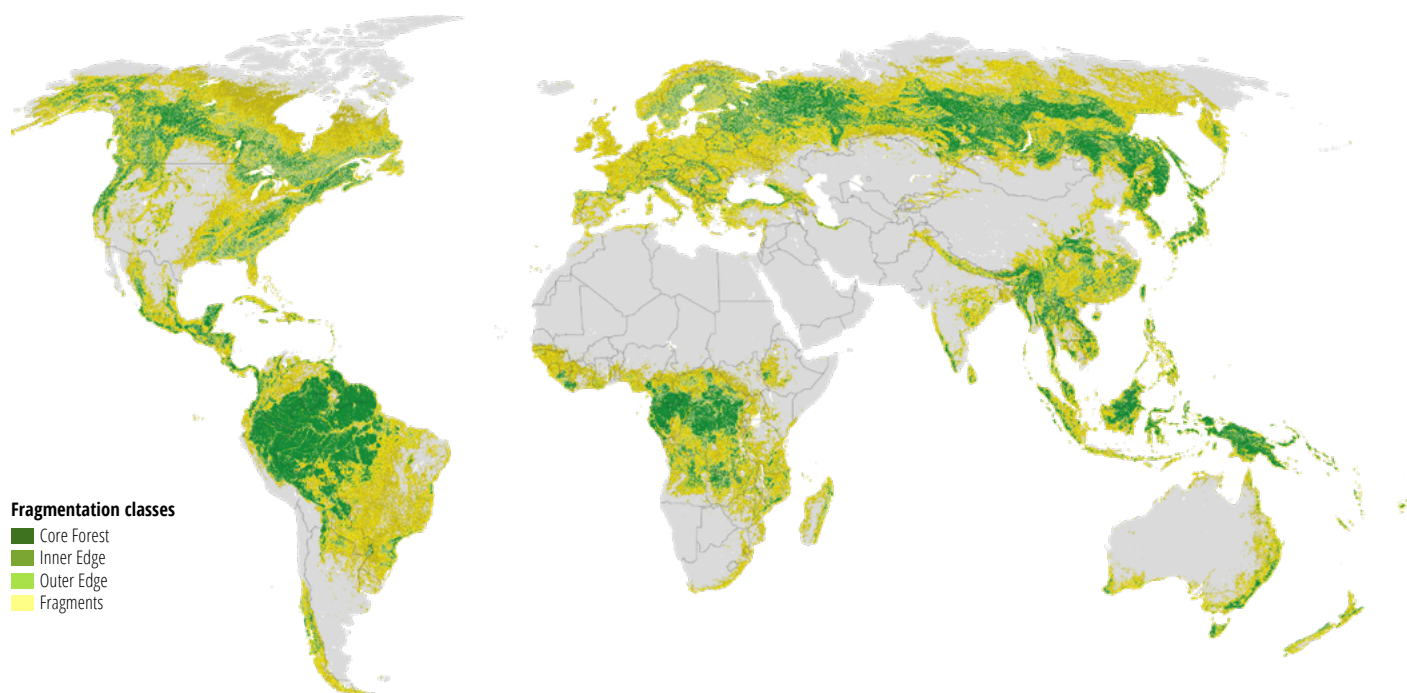 Fragmentation classes
Core Forest
Inner Edge
Outer Edge
Fragments